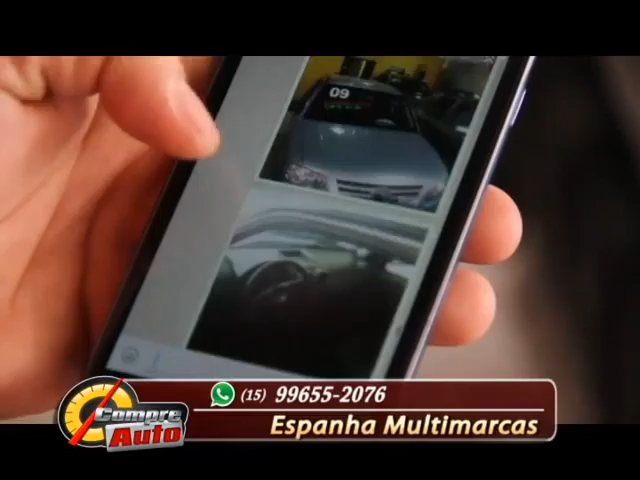 09
(15) 99655-2076
Compre
Auto
Espanha Multimarcas